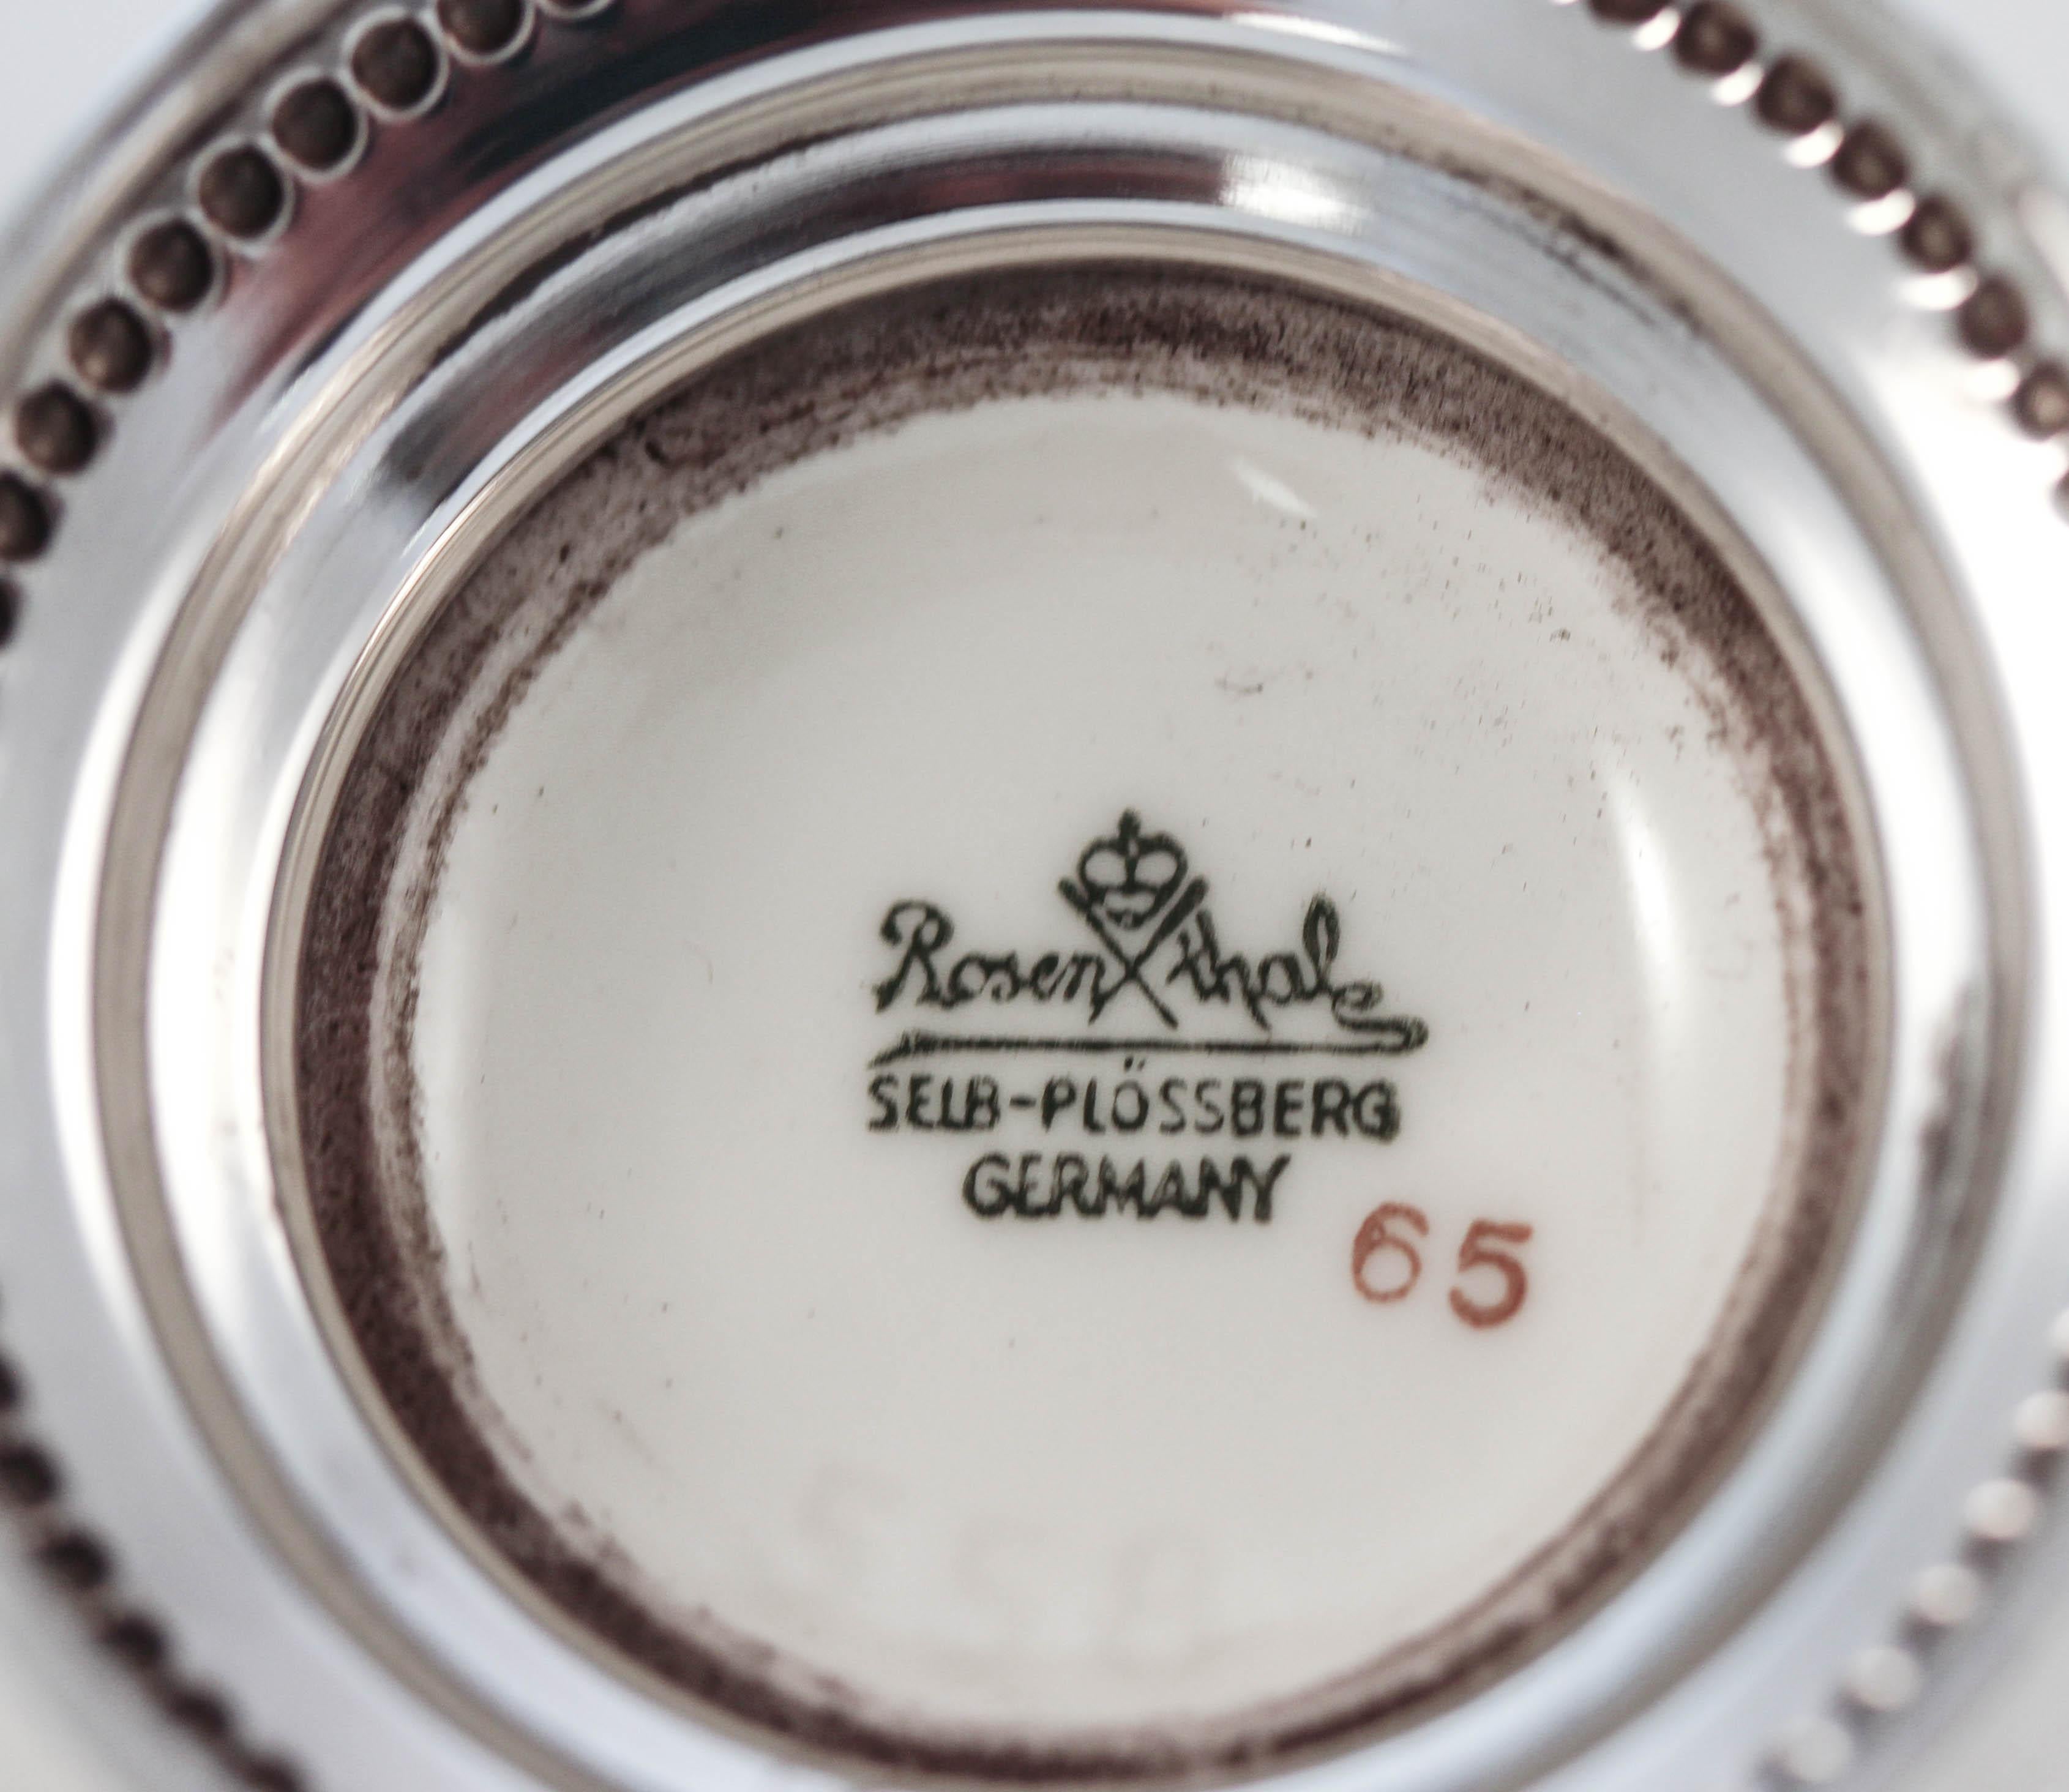 Rosenthal
SELB-PLÖSSBERG
GERMANY
65